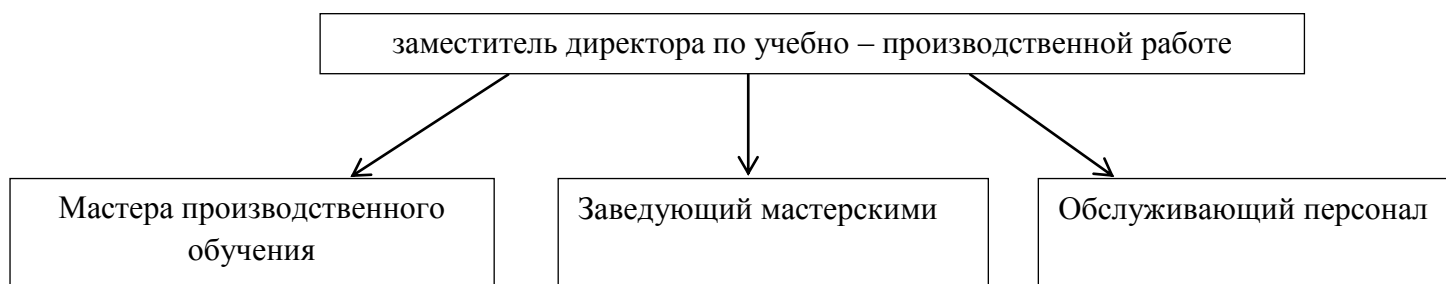 заместитель директора по учебно – производственной работе
Мастера производственного
обучения
Заведующий мастерскими
Обслуживающий персонал